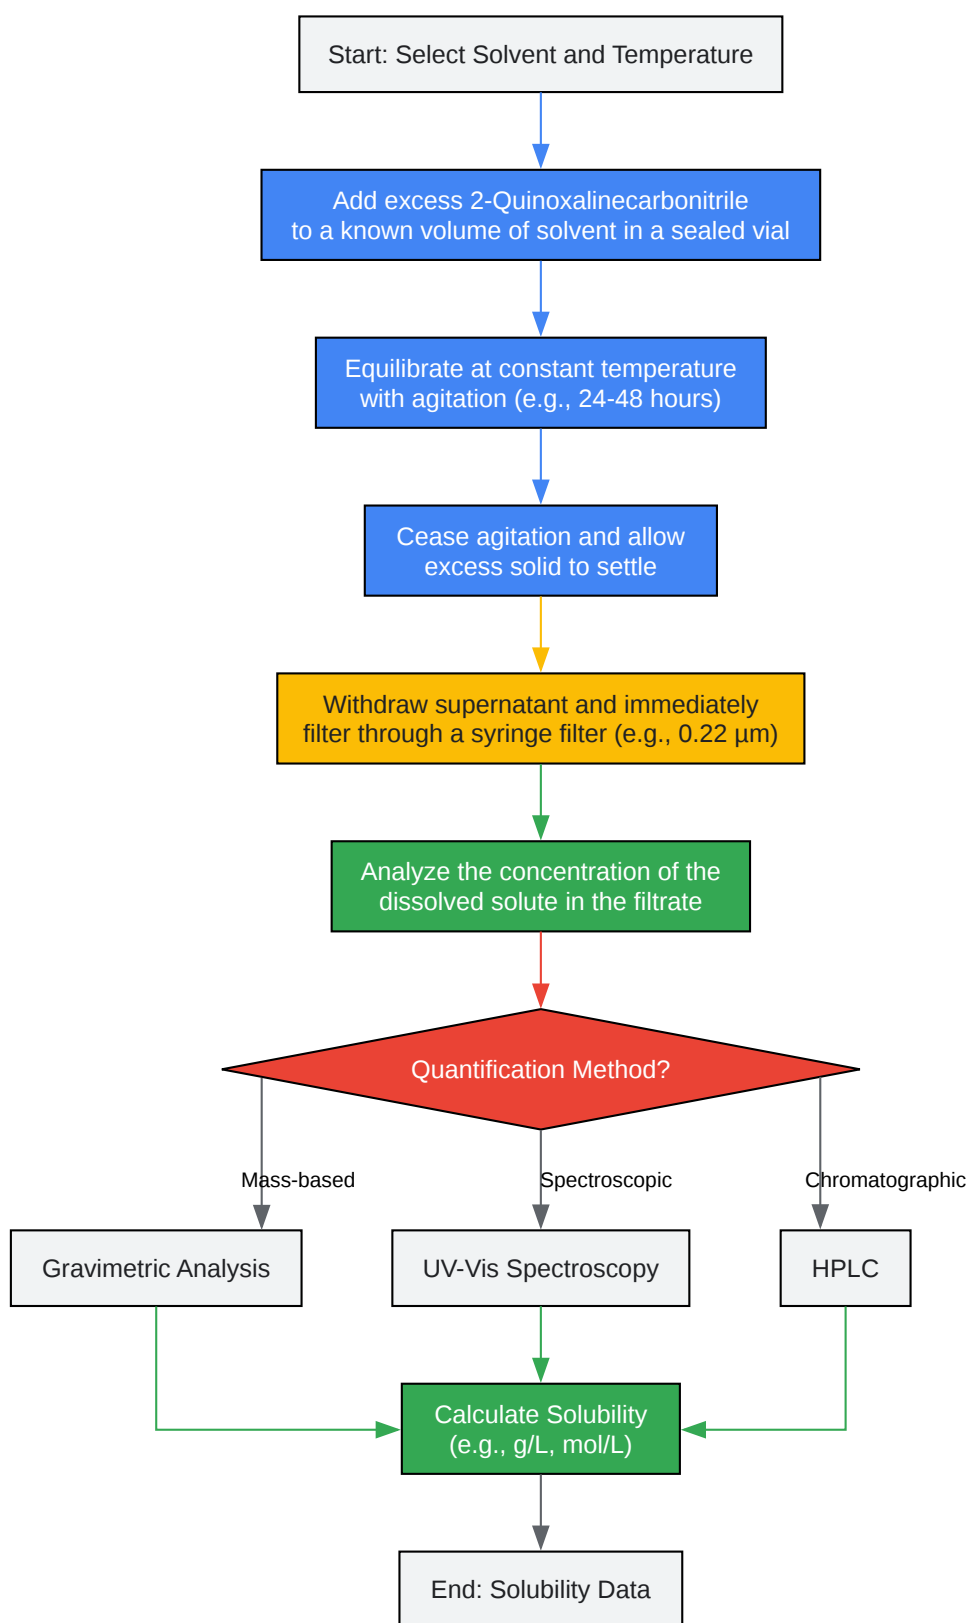 Start: Select Solvent and Temperature
Add excess 2-Quinoxalinecarbonitrile
to a known volume of solvent in a sealed vial
Equilibrate at constant temperature
with agitation (e.g., 24-48 hours)
Cease agitation and allow
excess solid to settle
Withdraw supernatant and immediately
filter through a syringe filter (e.g., 0.22 µm)
Analyze the concentration of the
dissolved solute in the filtrate
Quantification Method?
Mass-based
Spectroscopic
Chromatographic
Gravimetric Analysis
UV-Vis Spectroscopy
HPLC
Calculate Solubility
(e.g., g/L, mol/L)
End: Solubility Data